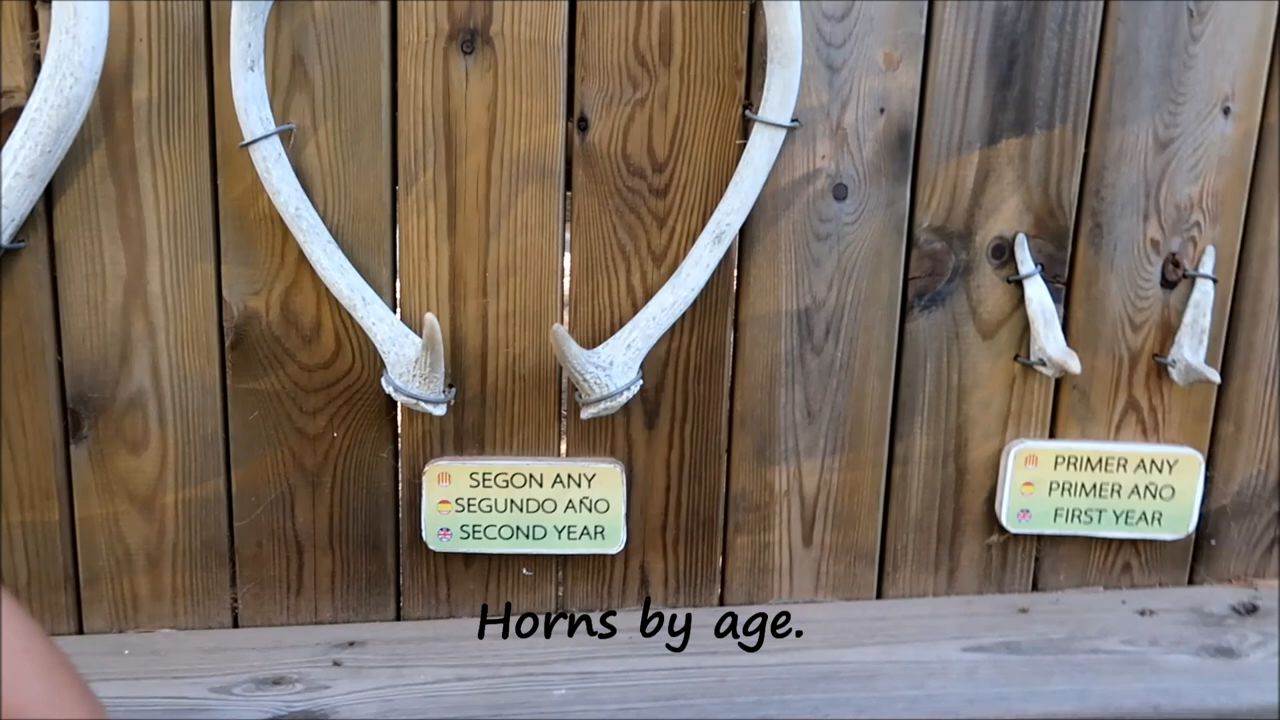 SEGON ANY
SEGUNDO AÑO
SECOND YEAR
PRIMER ANY
PRIMER AÑO
FIRST YEAR
Horns by age.